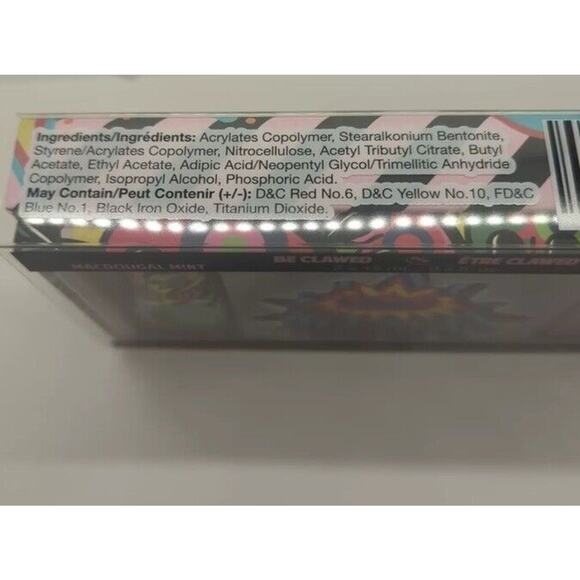 Ingredients/Ingrédients: Acrylates Copolymer, Stearalkonium Bentonite,
Styrene/Acrylates Copolymer, Nitrocellulose, Acetyl Tributyl Citrate, Butyl
Acetate, Ethyl Acetate, Adipic Acid/Neopentyl Glycol/Trimellitic Anhydride
Copolymer, Isopropyl Alcohol, Phosphoric Acid.
May Contain/Peut Contenir (+/-): D&C Red No.6, D&C Yellow No.10, FD&C
Blue No.1, Black Iron Oxide, Titanium Dioxide.
MACDOUGAL MINT
BE CLAWED
ÊTRE CLAWED